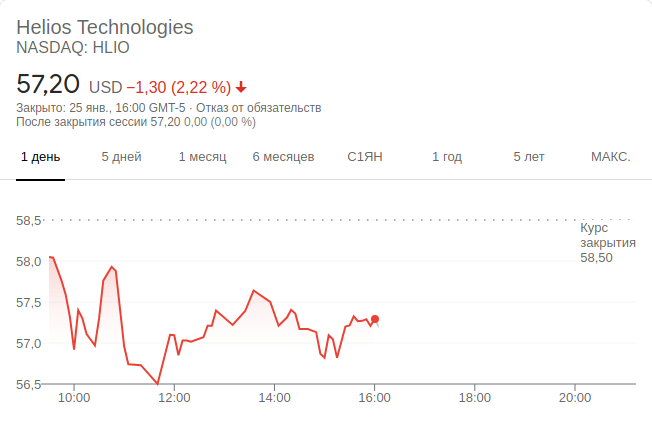 Helios Technologies
NASDAQ: HLIO
57,20 USD −1,30 (2,22 %)
Закрыто: 25 янв., 16:00 GMT-5 · Отказ от обязательств
После закрытия сессии 57,20 0,00 (0,00 %)
1 день 5 дней 1 месяц 6 месяцев С1ЯН 1 год 5 лет МАКС.
58,5
Курс
закрытия
58,50
58,0
57,5
57,0
56,5
10:00 12:00 14:00 16:00 18:00 20:00